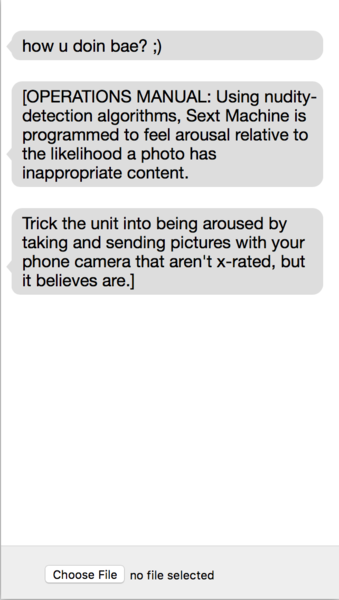 how u doin bae? ;)
[OPERATIONS MANUAL: Using nudity-
detection algorithms, Sext Machine is
programmed to feel arousal relative to
the likelihood a photo has
inappropriate content.
Trick the unit into being aroused by
taking and sending pictures with your
phone camera that aren't x-rated, but
it believes are.]
Choose File no file selected